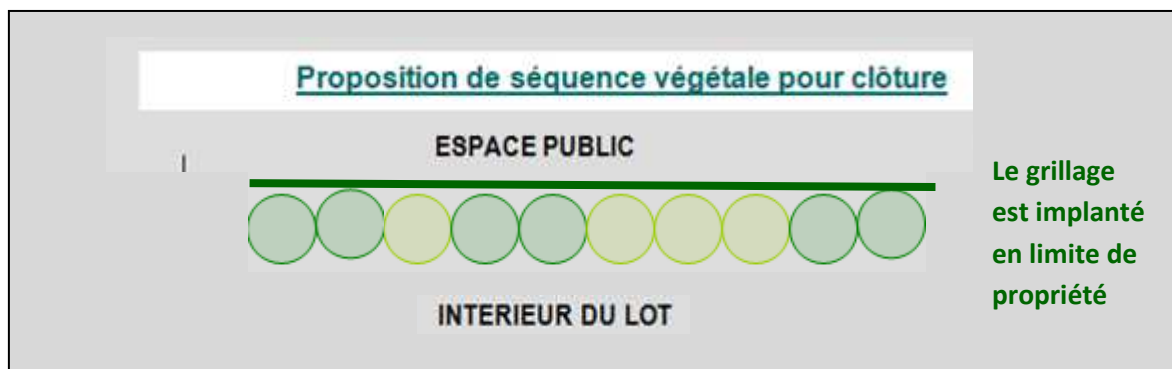 Proposition de séquence végétale pour clôture
ESPACE PUBLIC
Le grillage
est implanté
en limite de
propriété
INTERIEUR DU LOT